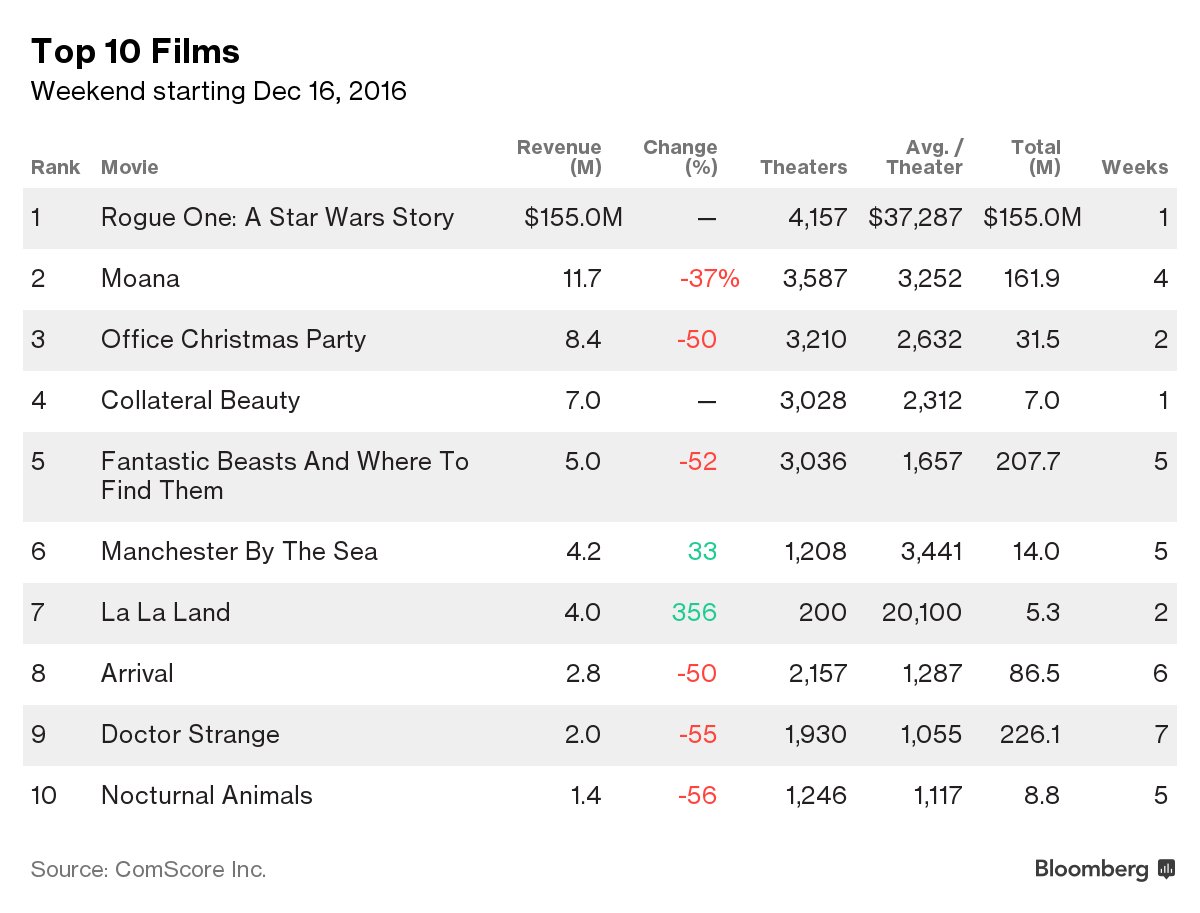 Top 10 Films
Weekend starting Dec 16, 2016
Rank Movie Revenue (M) Change (%) Theaters Avg. / Theater Total (M) Weeks
1 Rogue One: A Star Wars Story $155.0M — 4,157 $37,287 $155.0M 1
2 Moana 11.7 -37% 3,587 3,252 161.9 4
3 Office Christmas Party 8.4 -50 3,210 2,632 31.5 2
4 Collateral Beauty 7.0 — 3,028 2,312 7.0 1
5 Fantastic Beasts And Where To 5.0 -52 3,036 1,657 207.7 5
Find Them
6 Manchester By The Sea 4.2 33 1,208 3,441 14.0 5
7 La La Land 4.0 356 200 20,100 5.3 2
8 Arrival 2.8 -50 2,157 1,287 86.5 6
9 Doctor Strange 2.0 -55 1,930 1,055 226.1 7
10 Nocturnal Animals 1.4 -56 1,246 1,117 8.8 5
Source: ComScore Inc.
Bloomberg